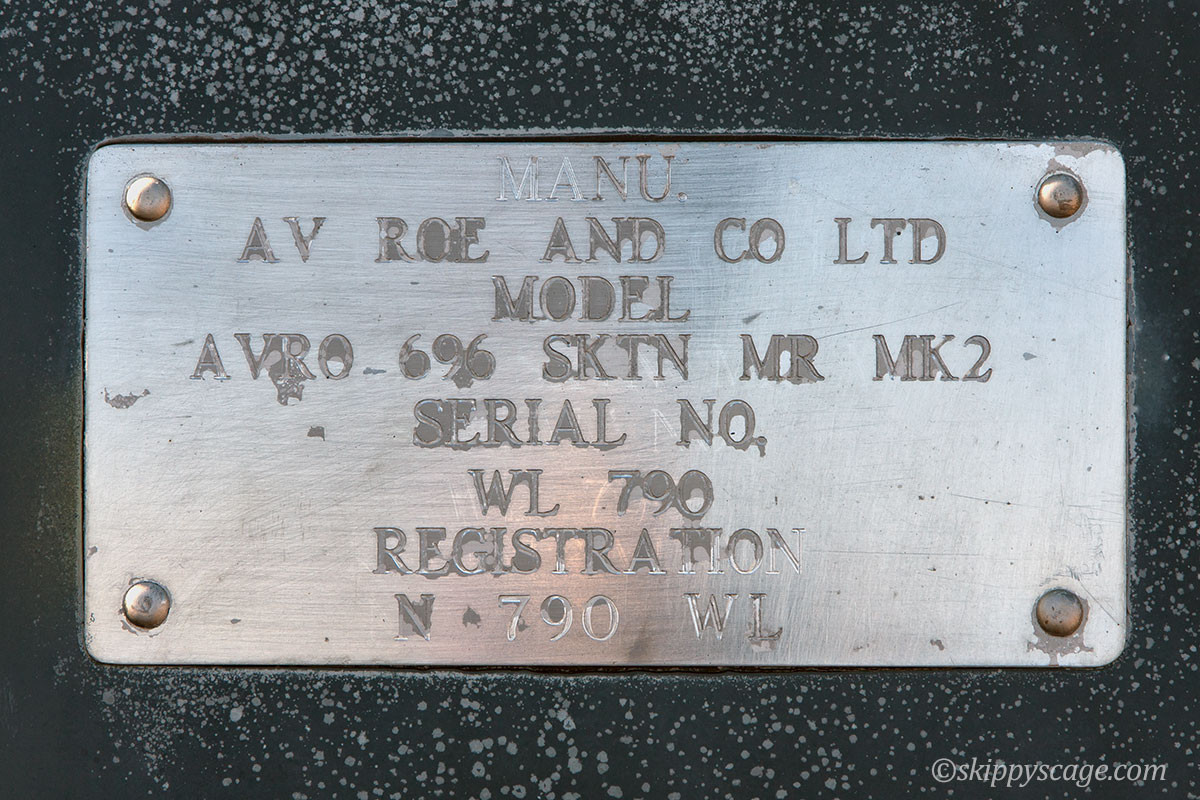 MANU.
AV ROE AND CO LTD
MODEL
AVRO 696 SKTN MR MK2
SERIAL NO.
WL 790
REGISTRATION
N 790 WL
©skippyscage.com